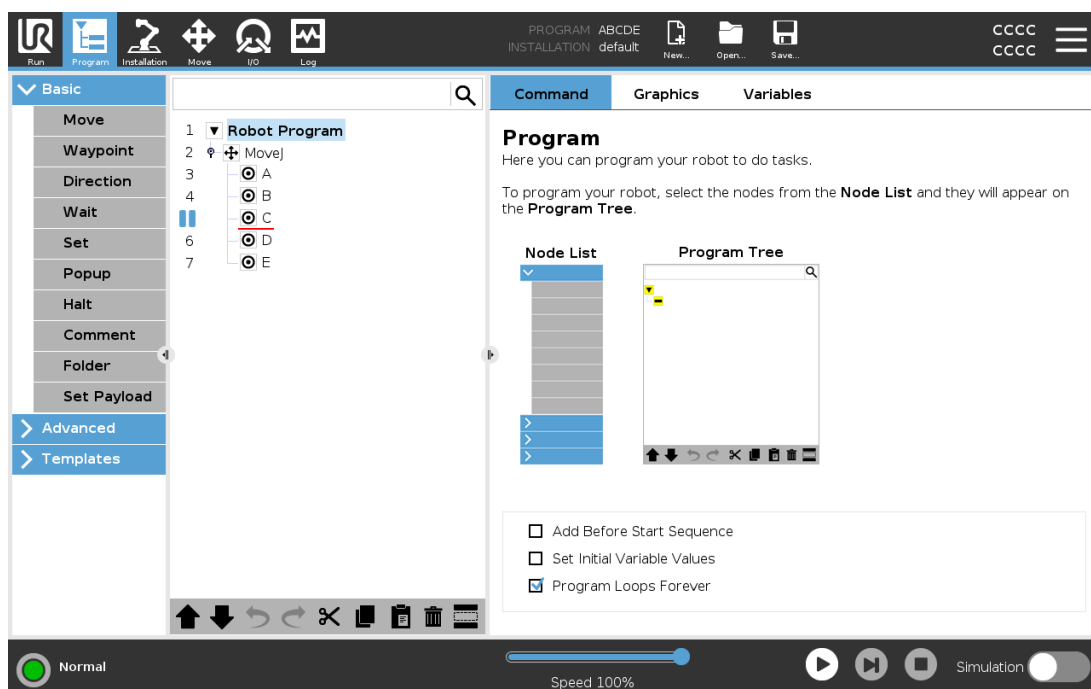 UR
Run
Program
Installation
Move
I/O
Log
PROGRAM ABCDE
INSTALLATION default
New...
Open...
Save...
CCCC
CCCC
Basic
Move
Waypoint
Direction
Wait
Set
Popup
Halt
Comment
Folder
Set Payload
Advanced
Templates
1 Robot Program
2 MoveJ
3 A
4 B
C
6 D
7 E
Command Graphics Variables
Program
Here you can program your robot to do tasks.
To program your robot, select the nodes from the Node List and they will appear on
the Program Tree.
Node List Program Tree
Add Before Start Sequence
Set Initial Variable Values
Program Loops Forever
Normal
Speed 100%
Simulation